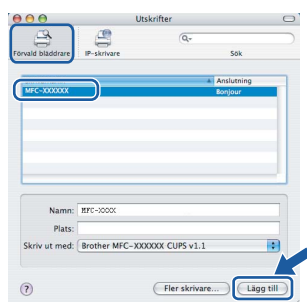 Utskrifter
Förvald bläddrare IP-skrivare Sök
Anslutning
MFC-XXXXXX Bonjour
Namn: MFC-XXXX
Plats:
Skriv ut med: Brother MFC-XXXXXX CUPS v1.1
? Fler skrivare... Lägg till